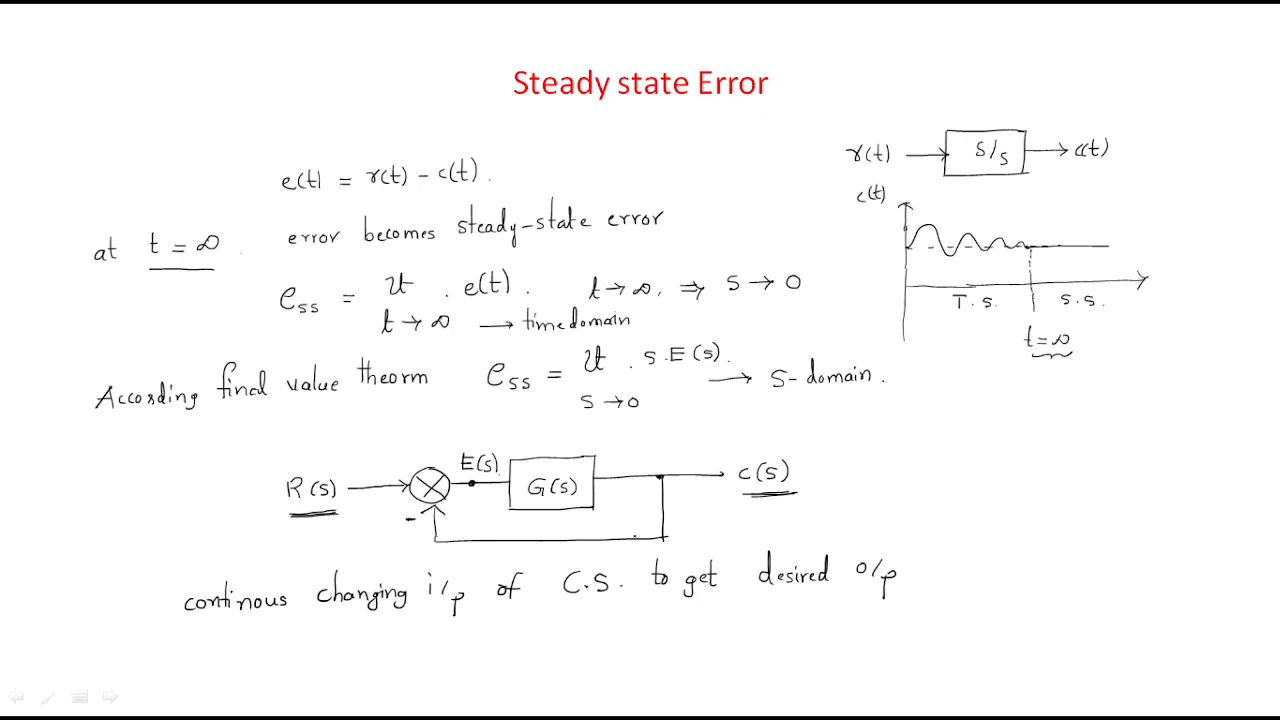 Steady state Error
r(t) → S/S → c(t)
e(t) = r(t) - c(t).
c(t)
at t = ∞ error becomes steady-state error
e_ss = lt . e(t). t → ∞, ⇒ S → 0
t → ∞ → time domain
T.S. S.S.
t=∞
According final value theorm e_ss = lt . S.E(s). → S-domain.
S → 0
R(s) E(s) G(s) C(s)
-
continous changing i/p of C.S. to get desired o/p